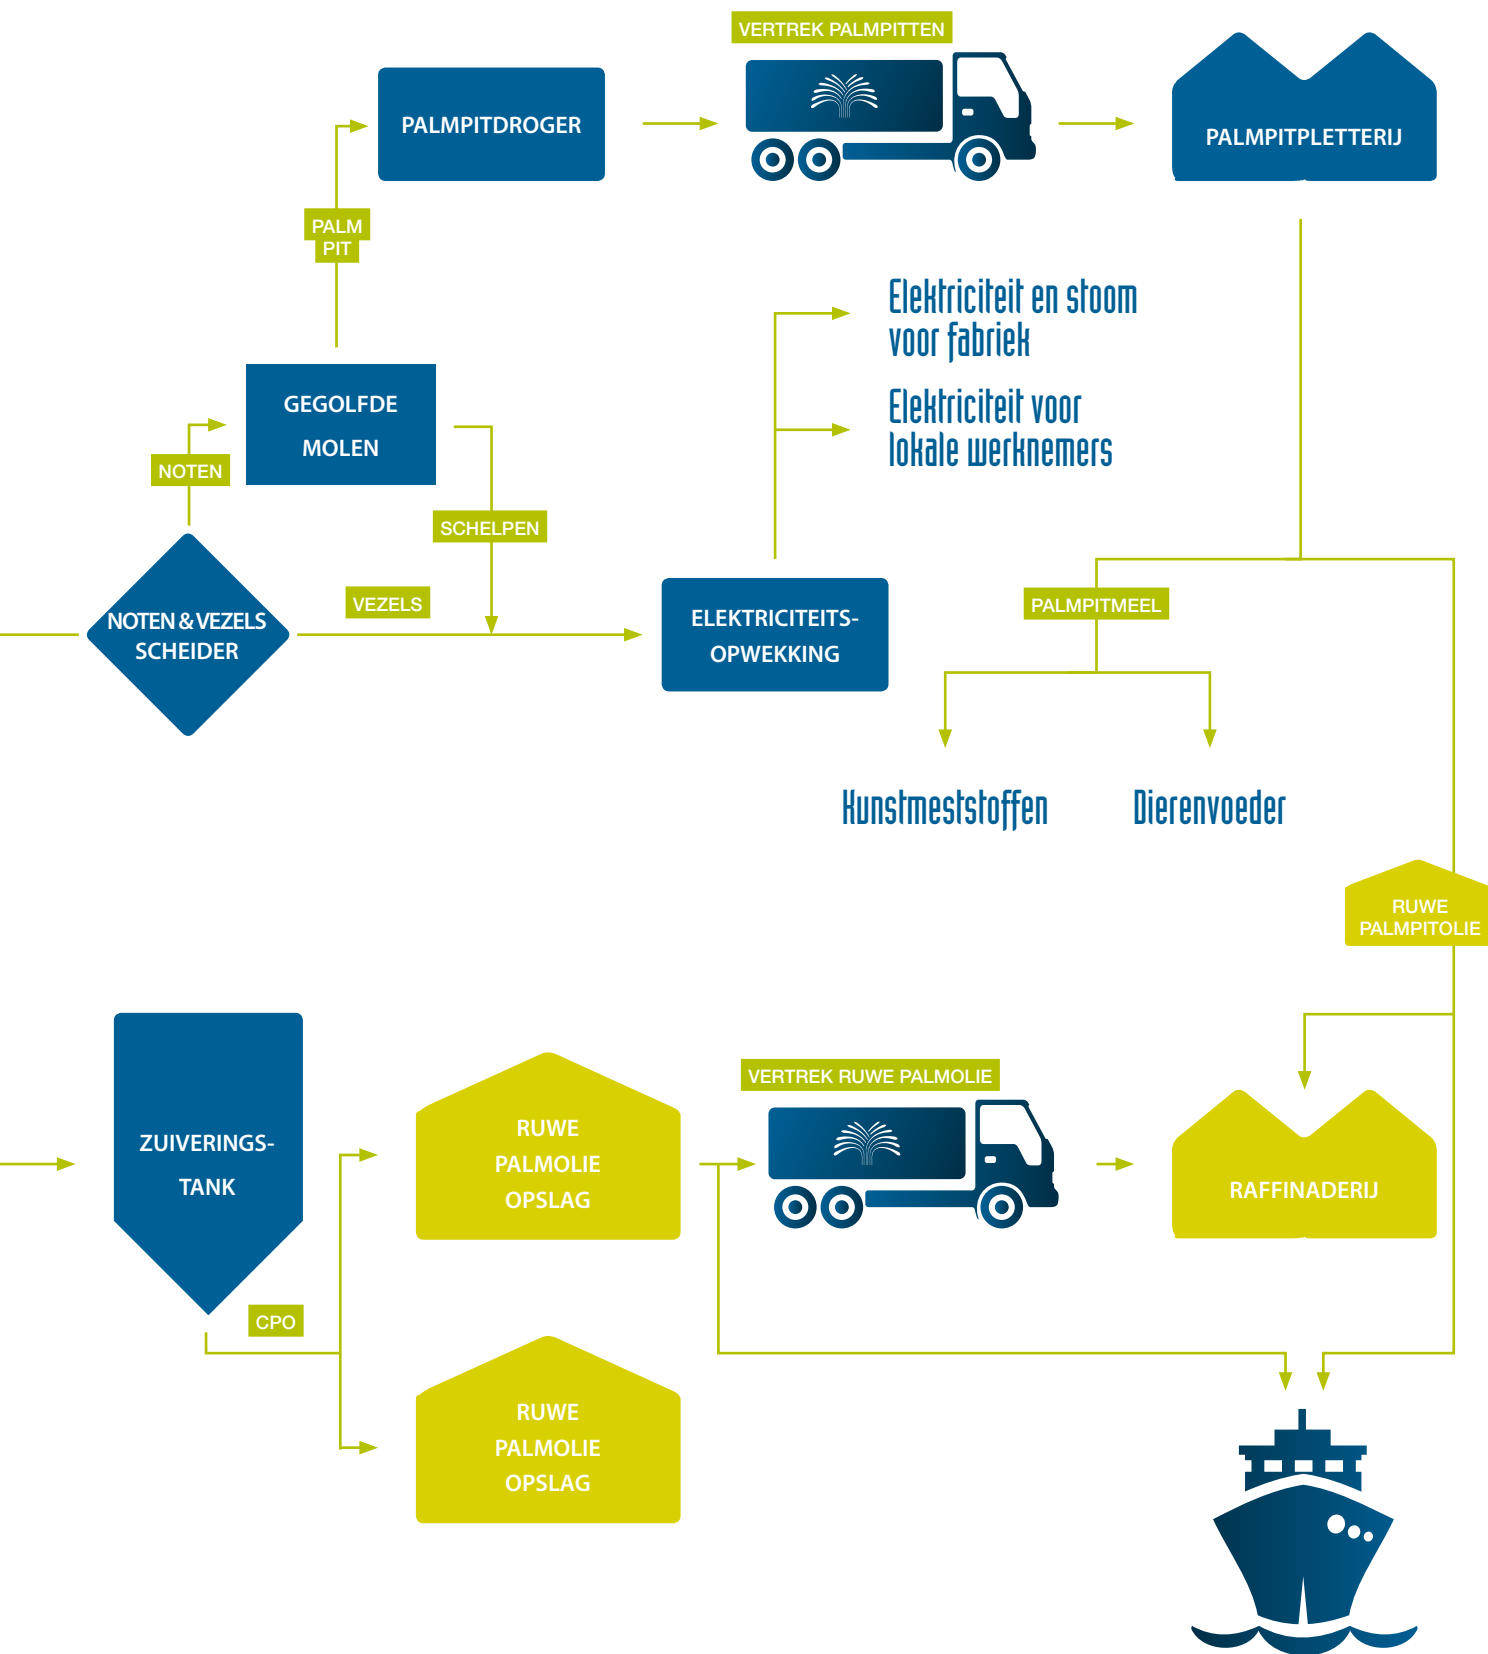 VERTREK PALMPITTEN
PALMPITDROGER
PALMPITPLETTERIJ
PALM
PIT
Elektriciteit en stoom
voor fabriek
GEGOLFDE
MOLEN
Elektriciteit voor
lokale werknemers
NOTEN
SCHELPEN
VEZELS
NOTEN & VEZELS
SCHEIDER
ELEKTRICITEITS-
OPWEKKING
PALMPITMEEL
Kunstmeststoffen
Dierenvoeder
RUWE
PALMPITOLIE
VERTREK RUWE PALMOLIE
ZUIVERINGS-
TANK
RUWE
PALMOLIE
OPSLAG
RAFFINADERIJ
CPO
RUWE
PALMOLIE
OPSLAG